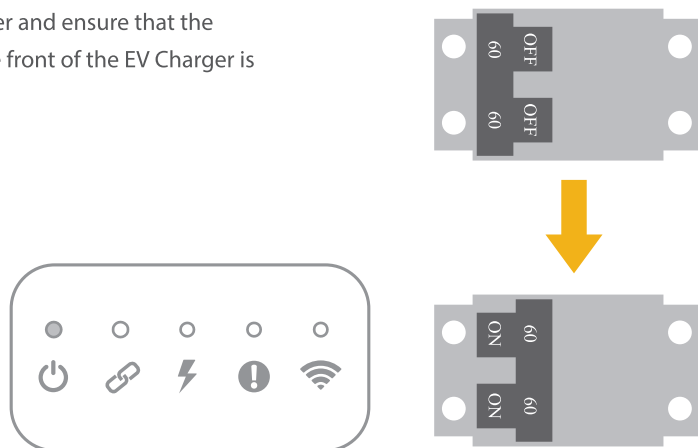 er and ensure that the
front of the EV Charger is
60 OFF
60 OFF
ON 60
ON 60